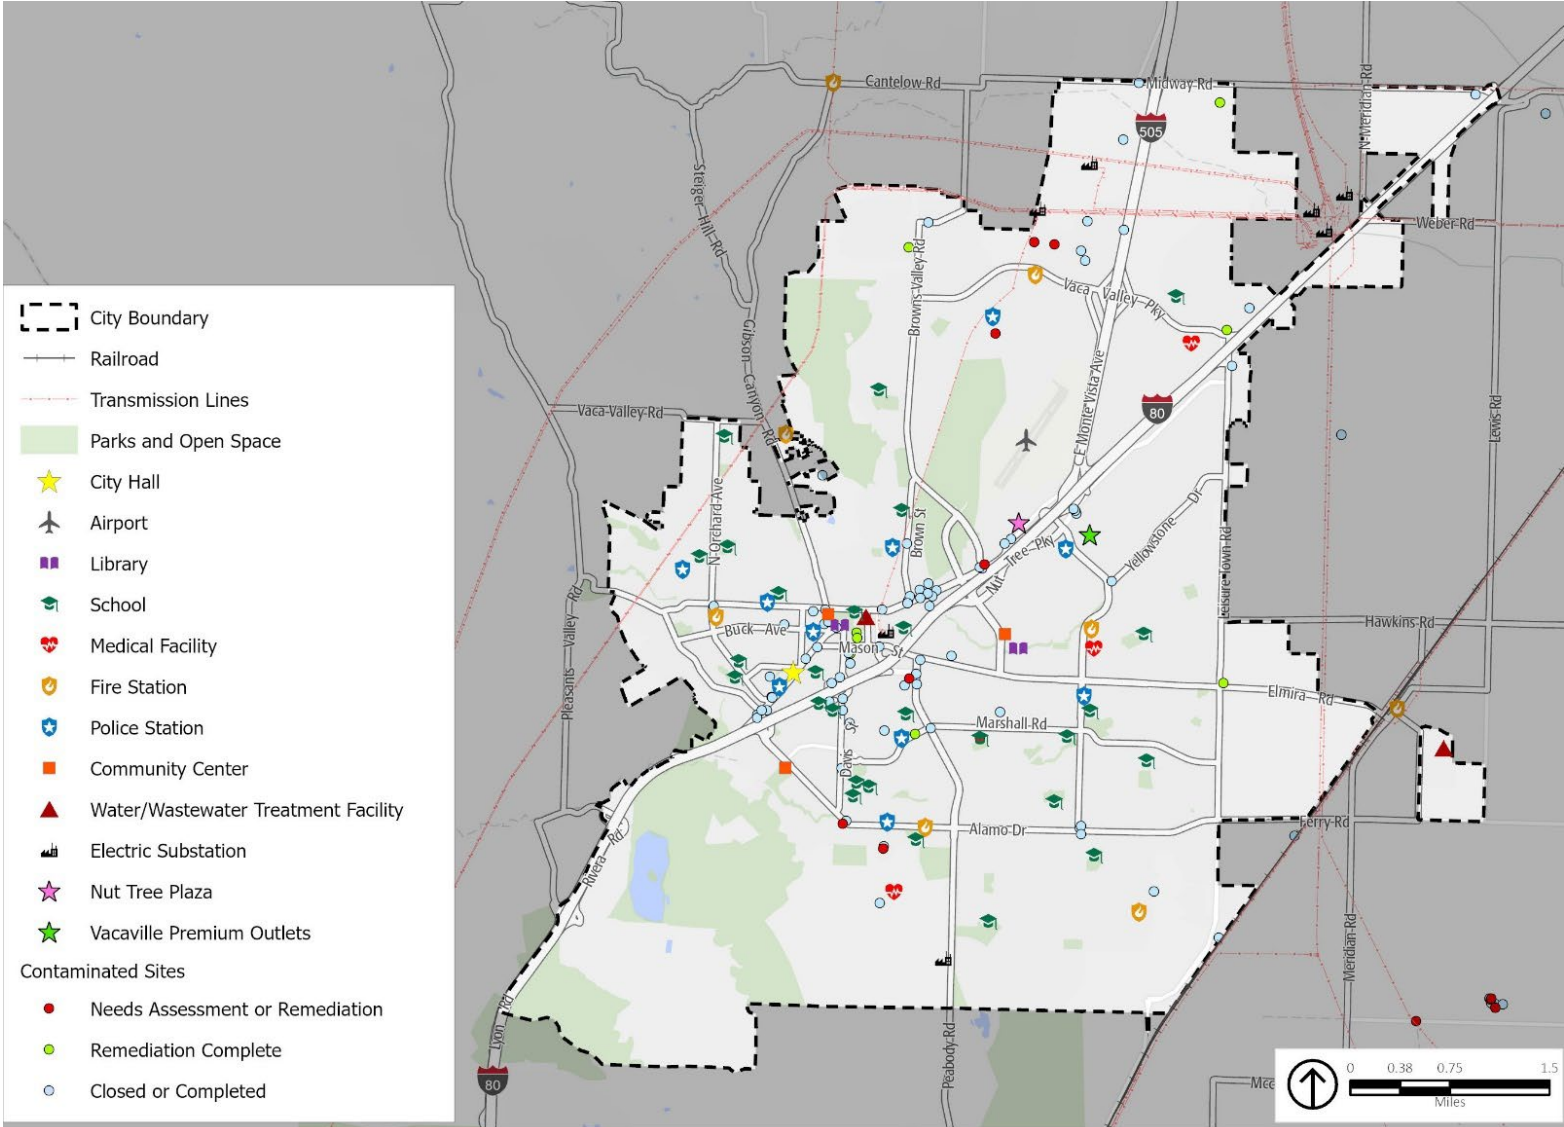 Cantelow Rd
Midway Rd
505
N Meridian Rd
Steiger Hill Rd
Weber Rd
Browns Valley Rd
Vaca Valley Pky
City Boundary
Railroad
Transmission Lines
Parks and Open Space
City Hall
Airport
Library
School
Medical Facility
Fire Station
Police Station
Community Center
Water/Wastewater Treatment Facility
Electric Substation
Nut Tree Plaza
Vacaville Premium Outlets
Contaminated Sites
Needs Assessment or Remediation
Remediation Complete
Closed or Completed
Gibson Canyon Rd
Vaca Valley Rd
E Monte Vista Ave
80
Lewis Rd
N Orchard Ave
Brown St
Nut Tree Pky
Yellowstone Dr
Leisure Town Rd
Pleasants Valley Rd
Buck Ave
Mason St
Hawkins Rd
Elmira Rd
Marshall Rd
Davis St
Alamo Dr
Ferry Rd
Rivera Rd
Meridian Rd
Lyon Rd
80
Peabody Rd
Mcc
0 0.38 0.75 1.5
Miles